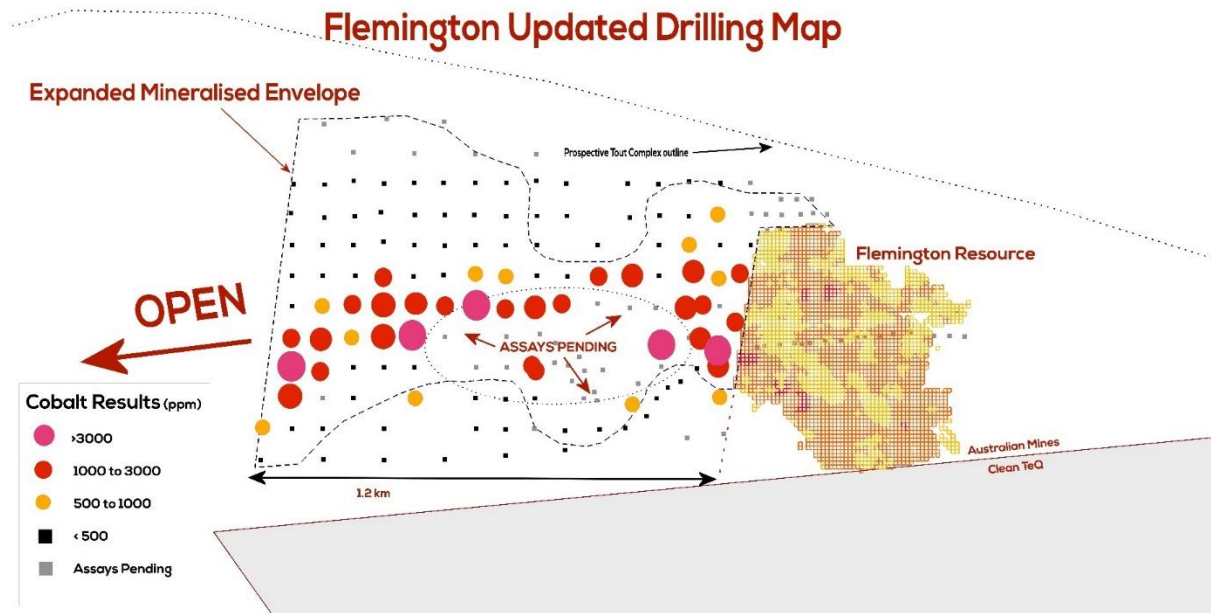 Flemington Updated Drilling Map
Expanded Mineralised Envelope
Prospective Tout Complex outline
Flemington Resource
OPEN
ASSAYS PENDING
Cobalt Results (ppm)
>3000
1000 to 3000
500 to 1000
< 500
Assays Pending
1.2 km
Australian Mines
Clean TeQ